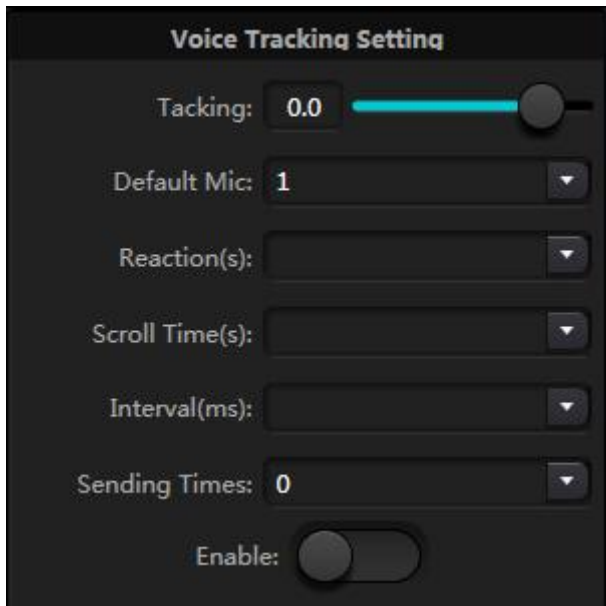 Voice Tracking Setting
Tacking: 0.0
Default Mic: 1
Reaction(s):
Scroll Time(s):
Interval(ms):
Sending Times: 0
Enable: